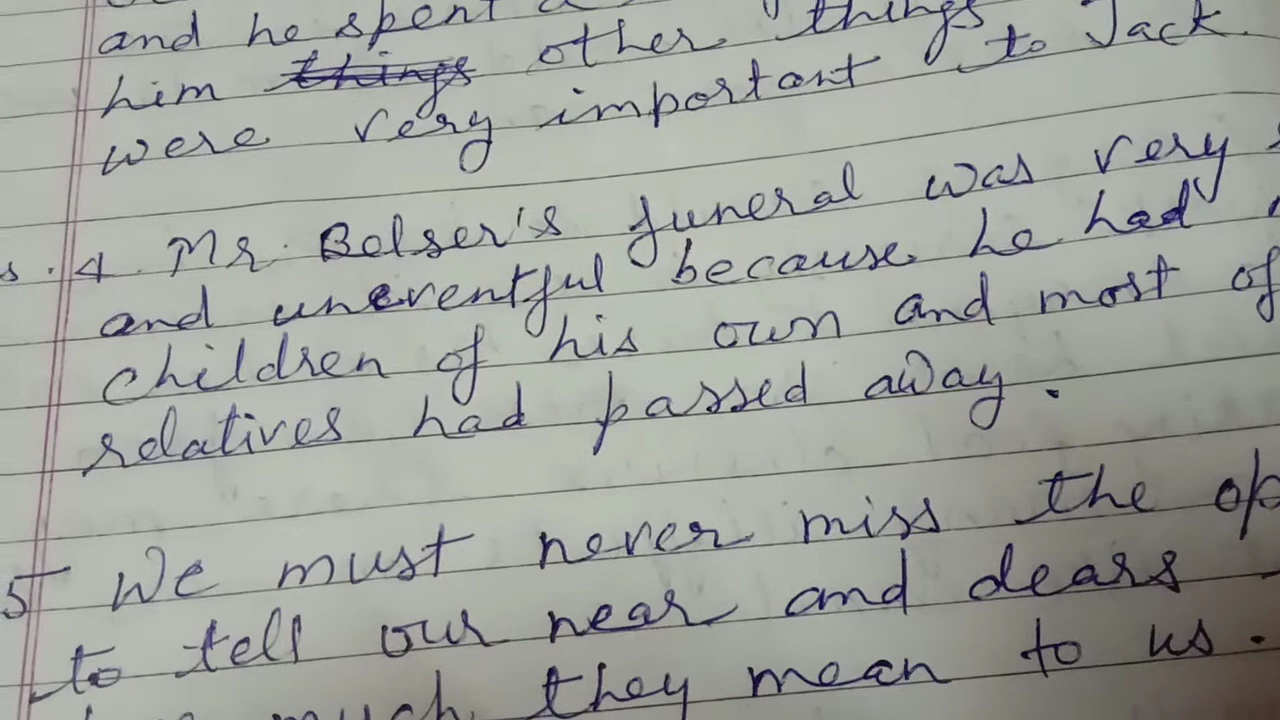 and he spent a
him things other things
were very important to Jack.
s. 4. Mr. Belser's funeral was very
and uneventful because he had
children of his own and most of
relatives had passed away.
5 We must never miss the op
to tell our near and dears
much they mean to us.